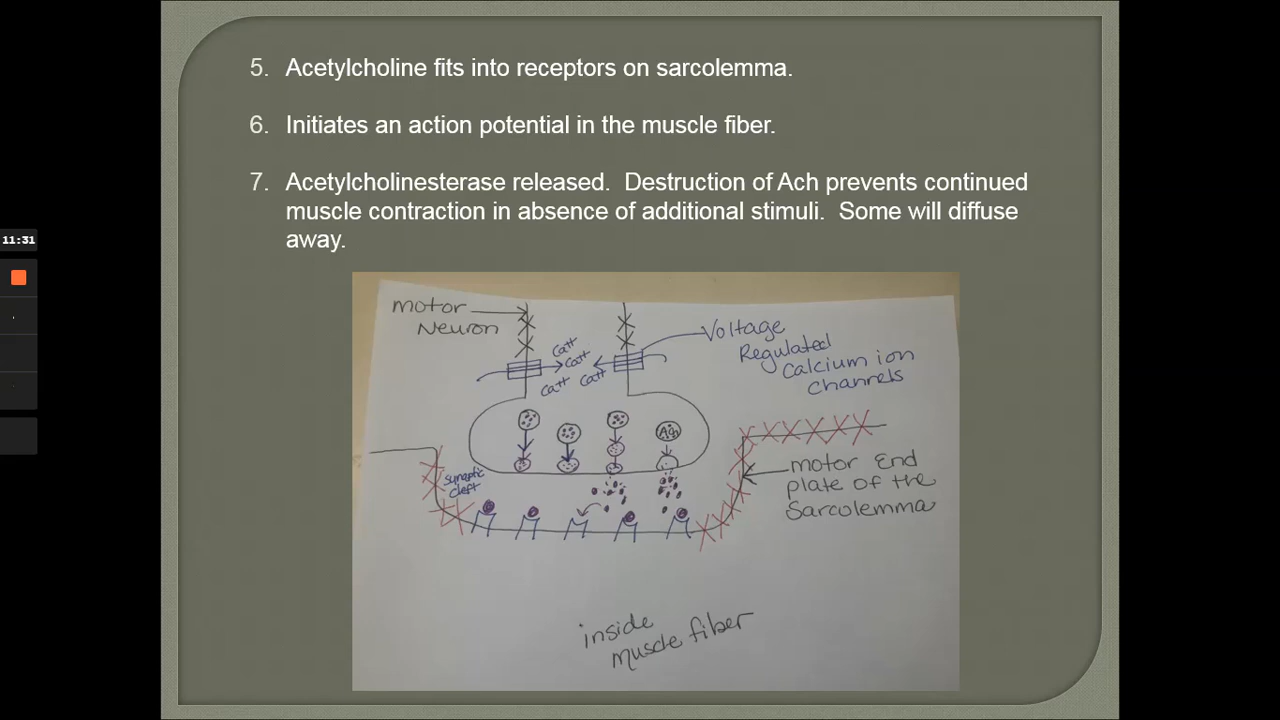 5. Acetylcholine fits into receptors on sarcolemma.
6. Initiates an action potential in the muscle fiber.
7. Acetylcholinesterase released. Destruction of Ach prevents continued
muscle contraction in absence of additional stimuli. Some will diffuse
away.
11:31
motor
Neuron
Voltage
Regulated
Calcium ion
Channels
Ca++
Ca++
Ca++
Ca++
Ach
synaptic
cleft
motor End
plate of the
Sarcolemma
inside
muscle fiber